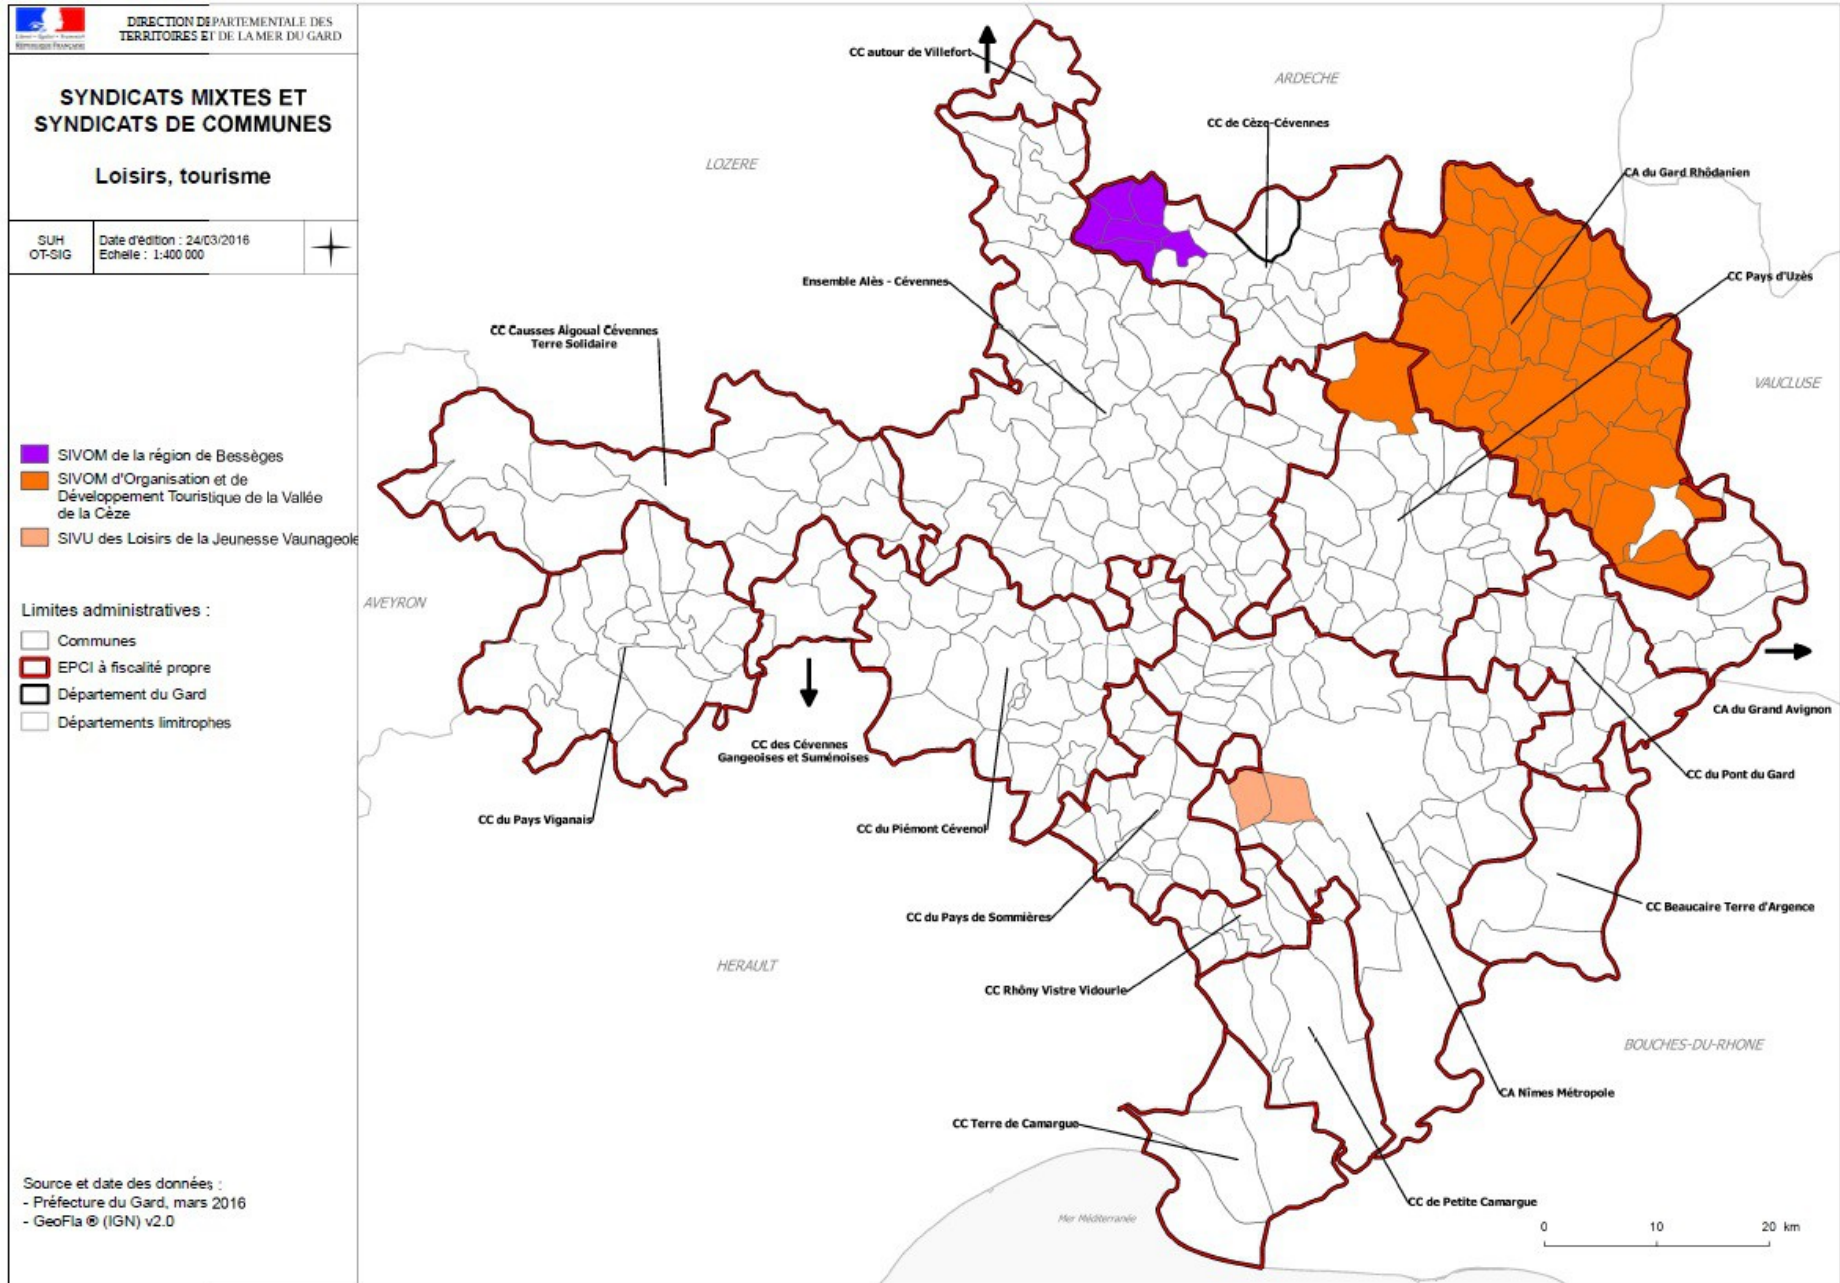 DIRECTION DEPARTEMENTALE DES
TERRITOIRES ET DE LA MER DU GARD
RÉPUBLIQUE FRANÇAISE
SYNDICATS MIXTES ET
SYNDICATS DE COMMUNES
Loisirs, tourisme
SUH
OT-SIG
Date d'édition : 24/03/2016
Echelle : 1:400 000
SIVOM de la région de Bessèges
SIVOM d'Organisation et de
Développement Touristique de la Vallée
de la Cèze
SIVU des Loisirs de la Jeunesse Vaunageole
Limites administratives :
Communes
EPCI à fiscalité propre
Département du Gard
Départements limitrophes
Source et date des données :
- Préfecture du Gard, mars 2016
- GeoFla ® (IGN) v2.0
CC autour de Villefort
ARDECHE
CC de Cèze-Cévennes
LOZERE
CA du Gard Rhôdanien
Ensemble Alès - Cévennes
CC Pays d'Uzès
CC Causses Aigoual Cévennes
Terre Solidaire
VAUCLUSE
AVEYRON
CA du Grand Avignon
CC des Cévennes
Gangeoises et Suménoises
CC du Pont du Gard
CC du Pays Viganais
CC du Piémont Cévenol
CC du Pays de Sommières
CC Beaucaire Terre d'Argence
HERAULT
CC Rhôny Vistre Vidourle
BOUCHES-DU-RHONE
CA Nîmes Métropole
CC Terre de Camargue
CC de Petite Camargue
Mer Méditerranée
0 10 20 km